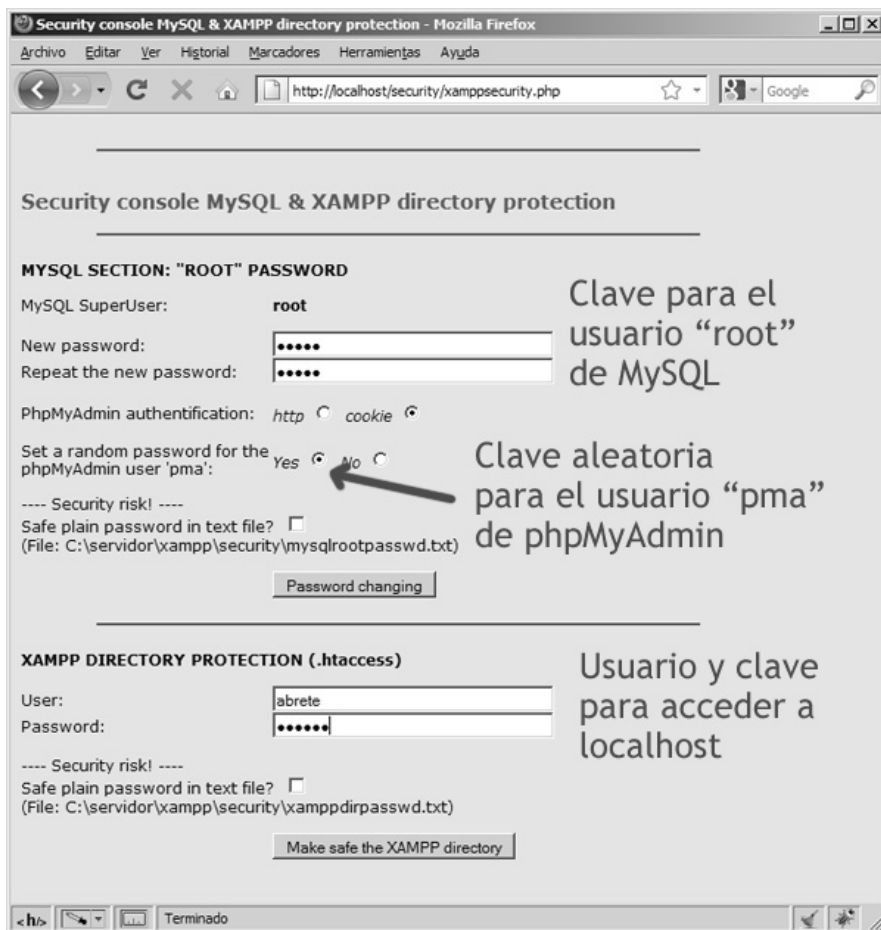 Security console MySQL & XAMPP directory protection - Mozilla Firefox
Archivo Editar Ver Historial Marcadores Herramientas Ayuda
http://localhost/security/xamppsecurity.php Google
Security console MySQL & XAMPP directory protection
MYSQL SECTION: "ROOT" PASSWORD
MySQL SuperUser: root
New password: •••••
Repeat the new password: •••••
Clave para el
usuario “root”
de MySQL
PhpMyAdmin authentification: http cookie
Set a random password for the
phpMyAdmin user 'pma': Yes No
Clave aleatoria
para el usuario “pma”
de phpMyAdmin
---- Security risk! ----
Safe plain password in text file?
(File: C:\servidor\xampp\security\mysqlrootpasswd.txt)
Password changing
XAMPP DIRECTORY PROTECTION (.htaccess)
User: abrete
Password: ••••••
Usuario y clave
para acceder a
localhost
---- Security risk! ----
Safe plain password in text file?
(File: C:\servidor\xampp\security\xamppdirpasswd.txt)
Make safe the XAMPP directory
<h/> Terminado